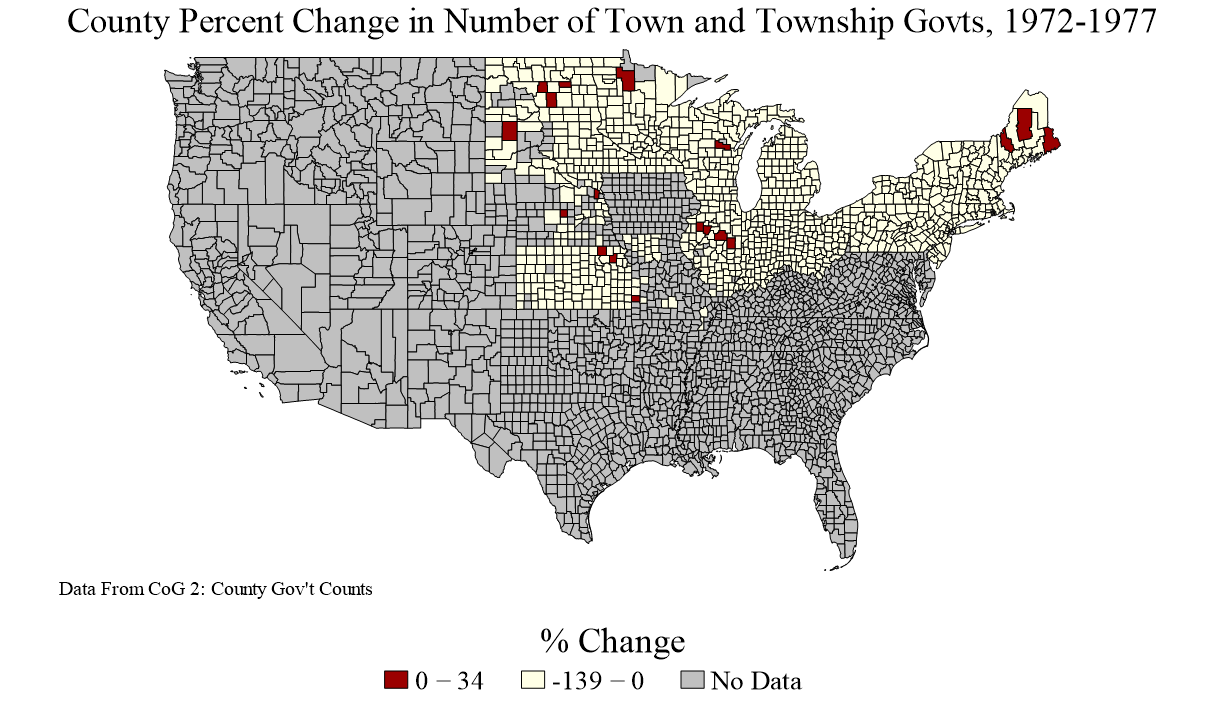 County Percent Change in Number of Town and Township Govts, 1972-1977
Data From CoG 2: County Gov't Counts
% Change
0 − 34 -139 − 0 No Data